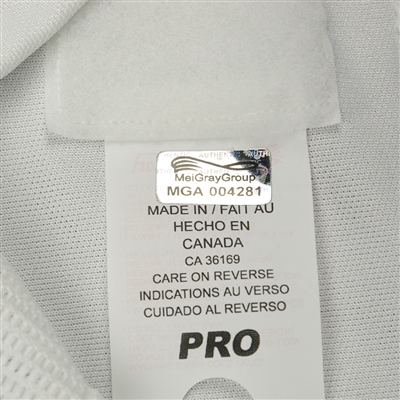 AUTHENTIC
MeiGrayGroup
MGA 004281
MADE IN / FAIT AU
HECHO EN
CANADA
CA 36169
CARE ON REVERSE
INDICATIONS AU VERSO
CUIDADO AL REVERSO
PRO